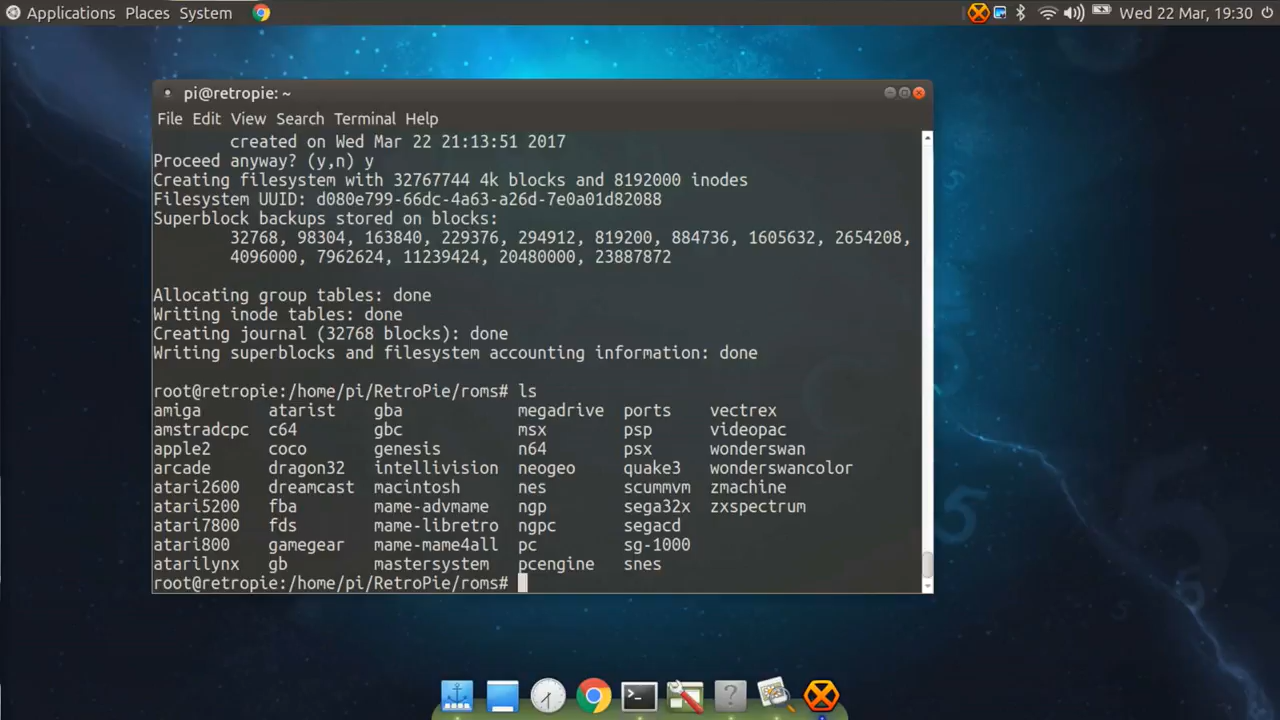 Applications Places System Wed 22 Mar, 19:30
pi@retropie: ~
File Edit View Search Terminal Help
created on Wed Mar 22 21:13:51 2017
Proceed anyway? (y,n) y
Creating filesystem with 32767744 4k blocks and 8192000 inodes
Filesystem UUID: d080e799-66dc-4a63-a26d-7e0a01d82088
Superblock backups stored on blocks:
32768, 98304, 163840, 229376, 294912, 819200, 884736, 1605632, 2654208,
4096000, 7962624, 11239424, 20480000, 23887872
Allocating group tables: done
Writing inode tables: done
Creating journal (32768 blocks): done
Writing superblocks and filesystem accounting information: done
root@retropie:/home/pi/RetroPie/roms# ls
amiga atarist gba megadrive ports vectrex
amstradcpc c64 gbc msx psp videopac
apple2 coco genesis n64 psx wonderswan
arcade dragon32 intellivision neogeo quake3 wonderswancolor
atari2600 dreamcast macintosh nes scummvm zmachine
atari5200 fba mame-advmame ngp sega32x zxspectrum
atari7800 fds mame-libretro ngpc segacd
atari800 gamegear mame-mame4all pc sg-1000
atarilynx gb mastersystem pcengine snes
root@retropie:/home/pi/RetroPie/roms#